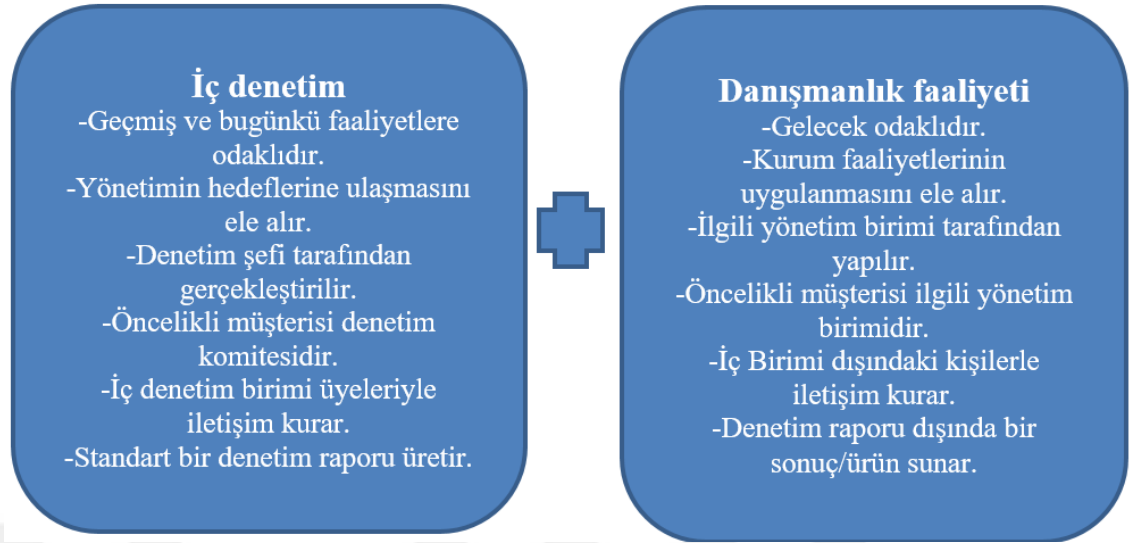 İç denetim
-Geçmiş ve bugünkü faaliyetlere
odaklıdır.
-Yönetimin hedeflerine ulaşmasını
ele alır.
-Denetim şefi tarafından
gerçekleştirilir.
-Öncelikli müşterisi denetim
komitesidir.
-İç denetim birimi üyeleriyle
iletişim kurar.
-Standart bir denetim raporu üretir.
Danışmanlık faaliyeti
-Gelecek odaklıdır.
-Kurum faaliyetlerinin
uygulanmasını ele alır.
-İlgili yönetim birimi tarafından
yapılır.
-Öncelikli müşterisi ilgili yönetim
birimidir.
-İç Birimi dışındaki kişilerle
iletişim kurar.
-Denetim raporu dışında bir
sonuç/ürün sunar.